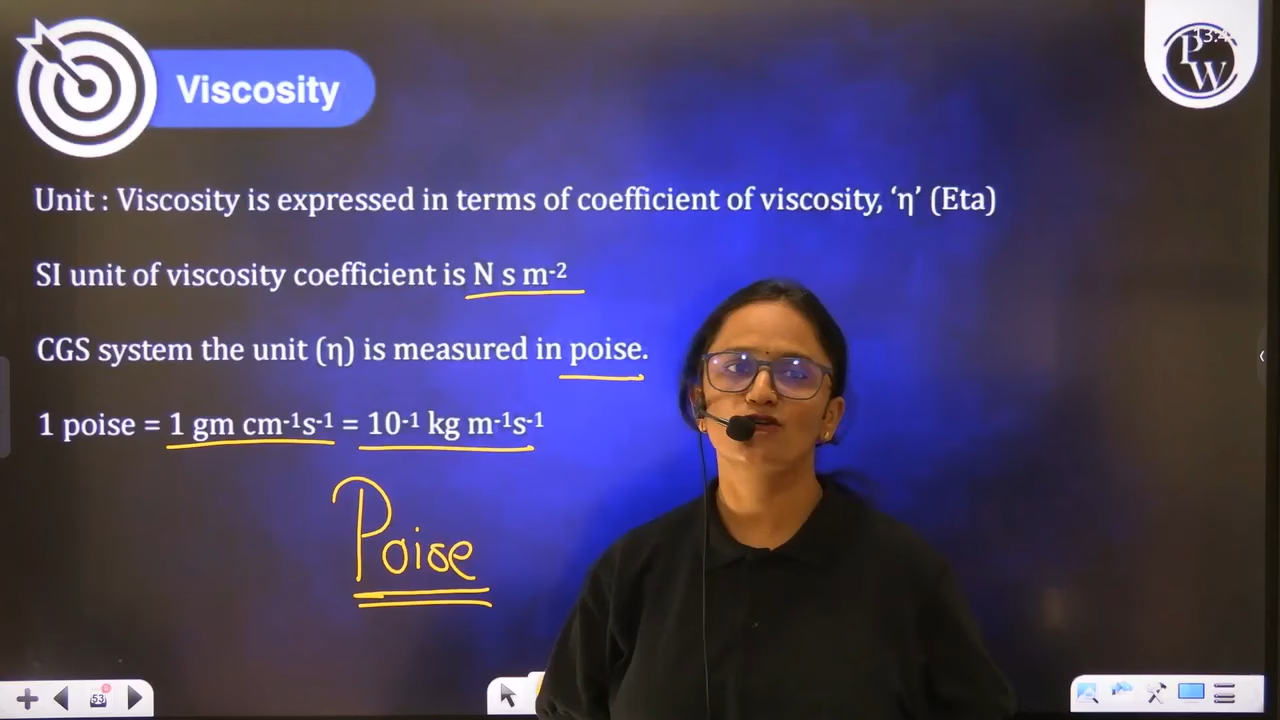 Viscosity
PW
Unit : Viscosity is expressed in terms of coefficient of viscosity, ‘η’ (Eta)
SI unit of viscosity coefficient is N s m-2
CGS system the unit (η) is measured in poise.
1 poise = 1 gm cm-1s-1 = 10-1 kg m-1s-1
Poise
53